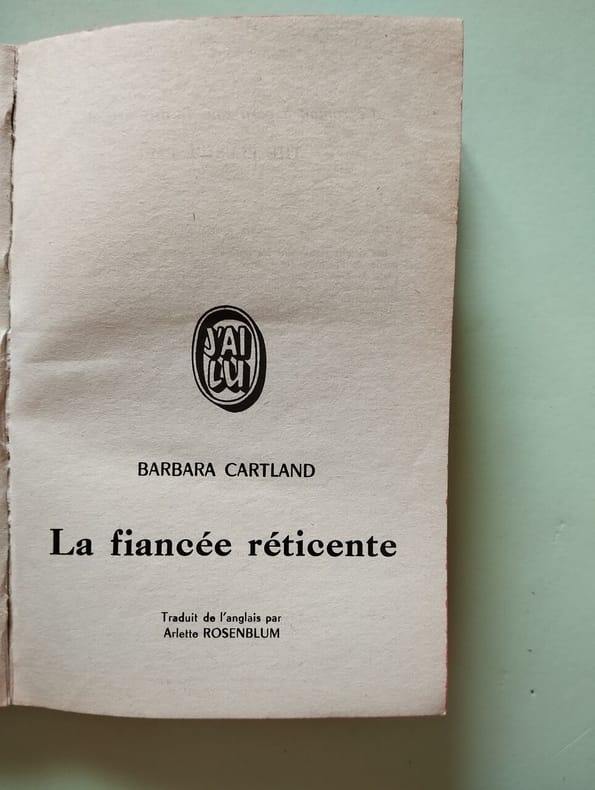 J'AI
LU
BARBARA CARTLAND
La fiancée réticente
Traduit de l'anglais par
Arlette ROSENBLUM